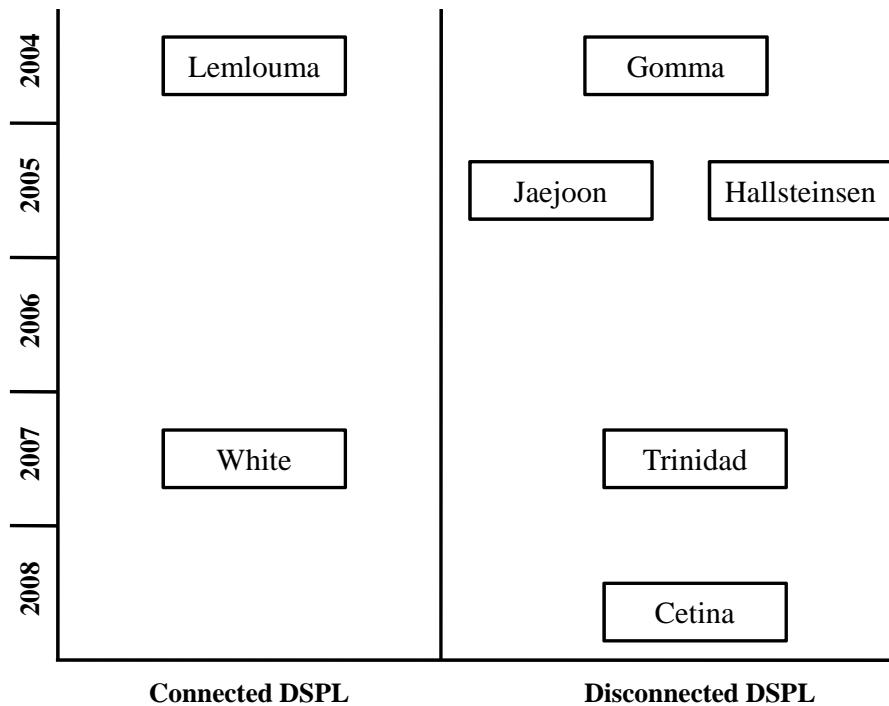 2004
Lemlouma
Gomma
2005
Jaejoon
Hallsteinsen
2006
2007
White
Trinidad
2008
Cetina
Connected DSPL
Disconnected DSPL